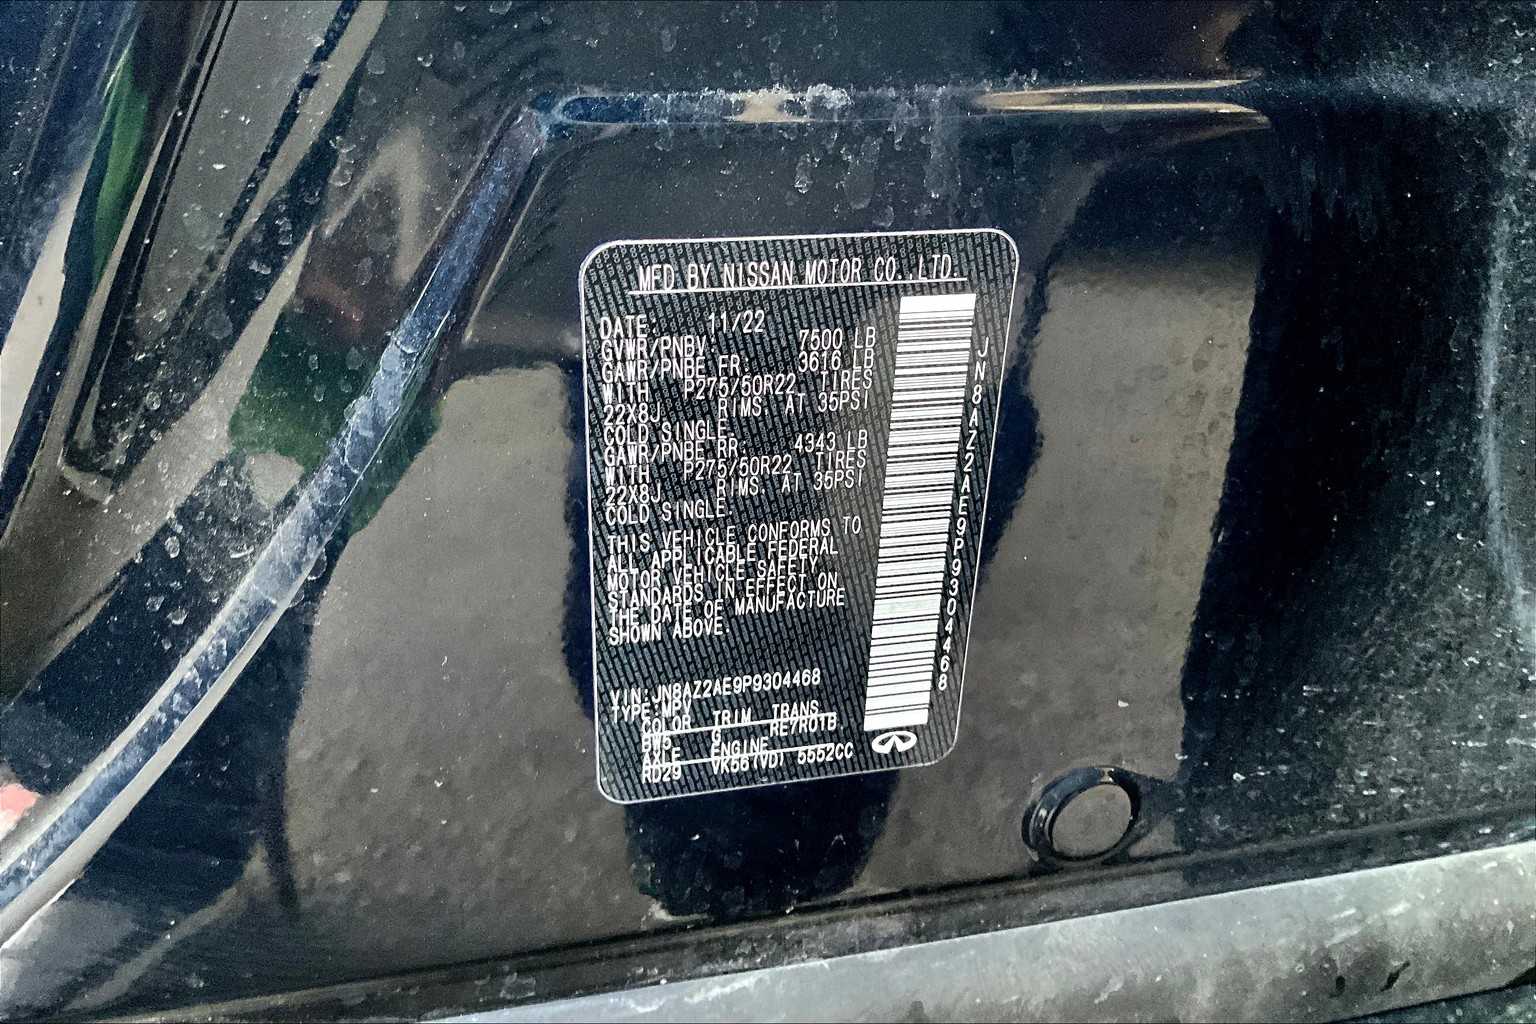 MFD BY NISSAN MOTOR CO.,LTD.
DATE: 11/22
GVWR/PNBV 7500 LB
GAWR/PNBE FR: 3616 LB
WITH P275/50R22 TIRES
22X8J RIMS. AT 35PSI
COLD SINGLE.
GAWR/PNBE RR: 4343 LB
WITH P275/50R22 TIRES
22X8J RIMS. AT 35PSI
COLD SINGLE.
THIS VEHICLE CONFORMS TO
ALL APPLICABLE FEDERAL
MOTOR VEHICLE SAFETY
STANDARDS IN EFFECT ON
THE DATE OF MANUFACTURE
SHOWN ABOVE.
VIN:JN8AZ2AE9P9304468
TYPE:MPV
COLOR TRIM TRANS
BW5 G RE7R01B
AXLE ENGINE
RD29 VK56(VD) 5552CC
JN8AZ2AE9P9304468